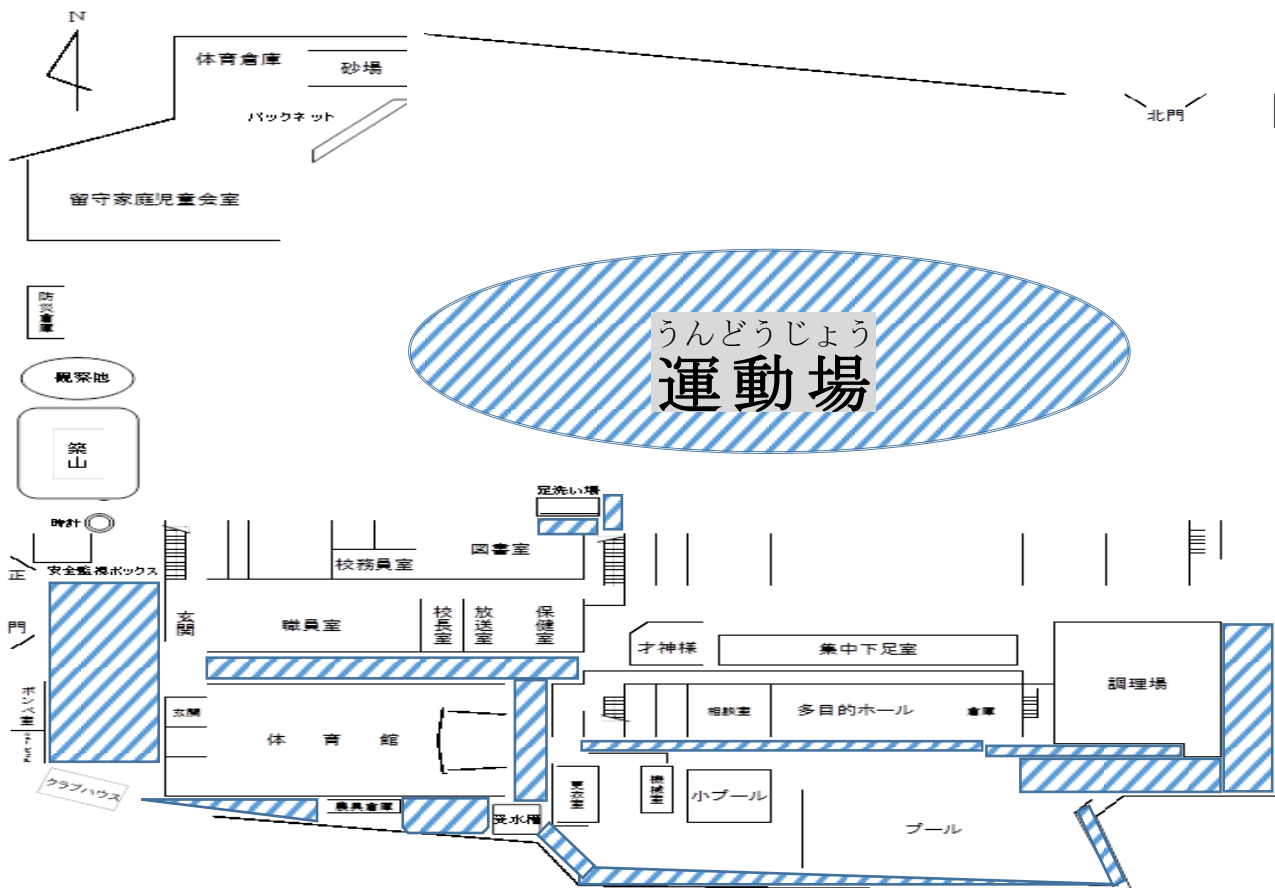 N
体育倉庫
砂場
バックネット
北門
留守家庭児童会室
防災倉庫
うんどうじょう
運動場
観察池
築山
時計
足洗い場
図書室
校務員室
正門
安全監視ボックス
玄関
職員室
校長室
放送室
保健室
才神様
集中下足室
調理場
ボンベ室
玄関
体育館
相談室
多目的ホール
倉庫
クラブハウス
農具倉庫
受水槽
更衣室
機械室
小プール
プール